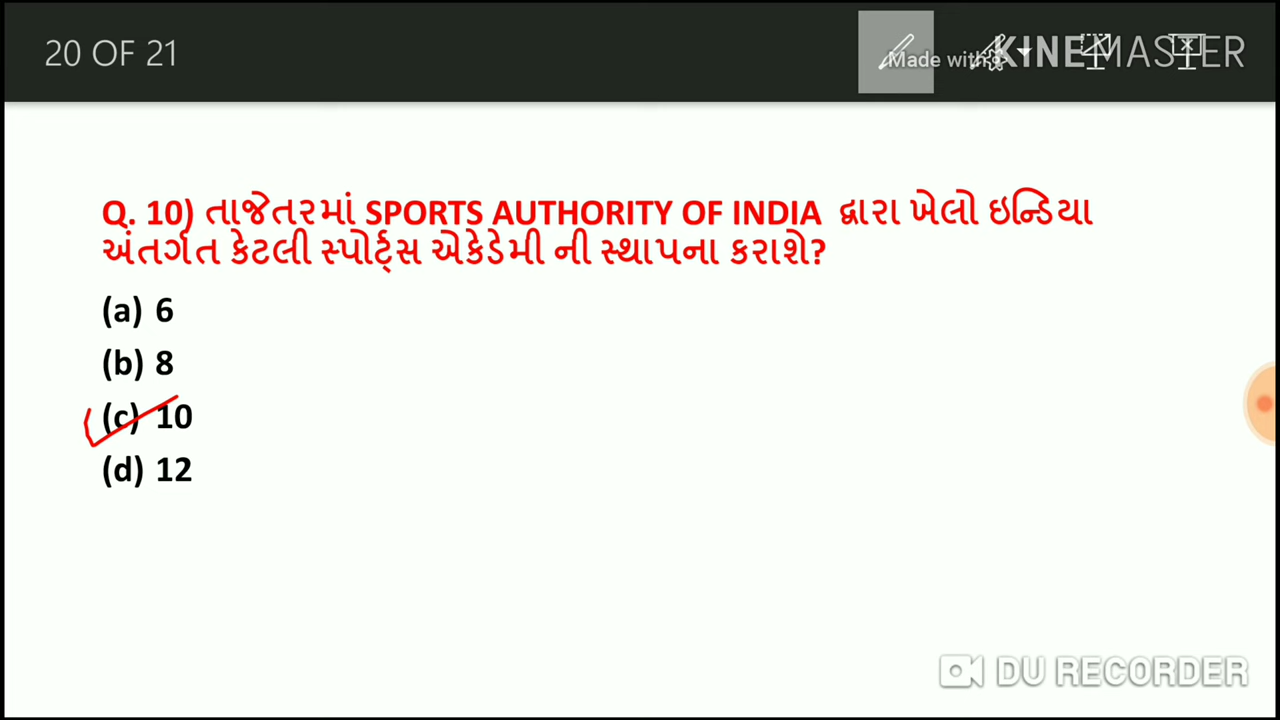 20 OF 21
Made with KINEMASTER
Q. 10) તાજેતરમાં SPORTS AUTHORITY OF INDIA દ્વારા ખેલો ઇન્ડિયા
અંતર્ગત કેટલી સ્પોર્ટ્સ એકેડેમી ની સ્થાપના કરાશે?
(a) 6
(b) 8
(c) 10
(d) 12
DU RECORDER